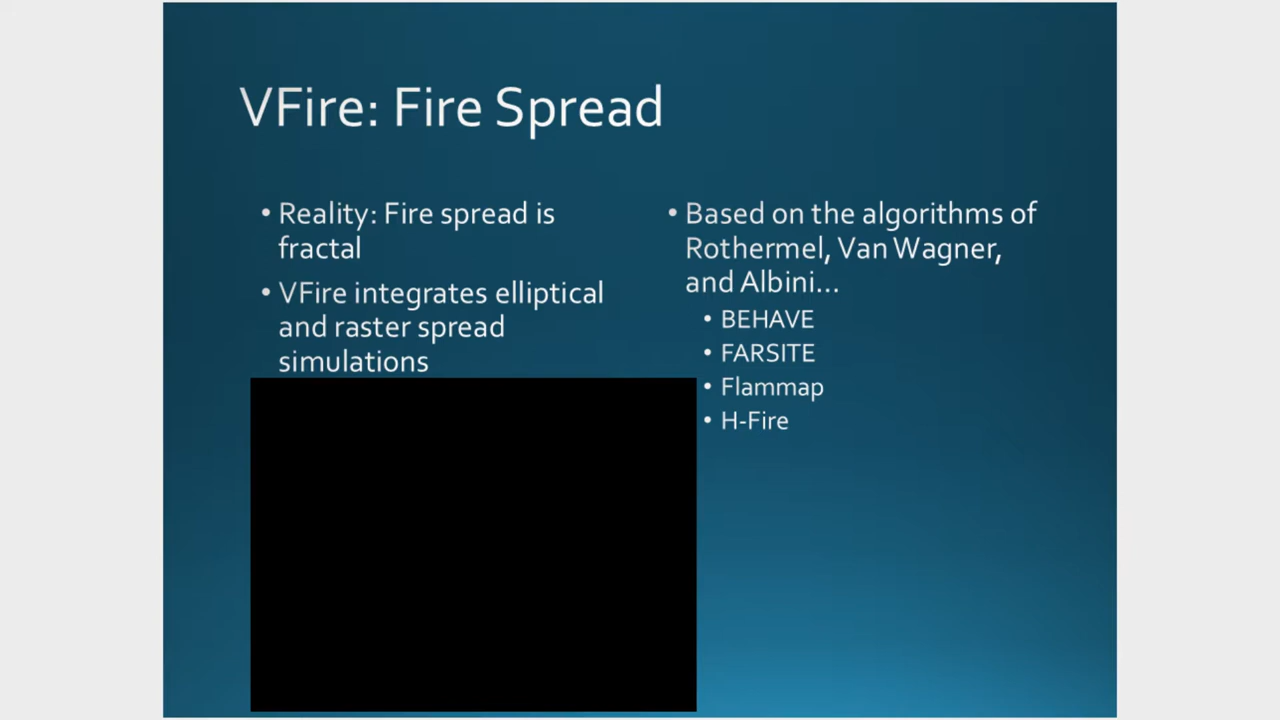 VFire: Fire Spread
• Reality: Fire spread is
fractal
• VFire integrates elliptical
and raster spread
simulations
• Based on the algorithms of
Rothermel, Van Wagner,
and Albini...
• BEHAVE
• FARSITE
• Flammap
• H-Fire